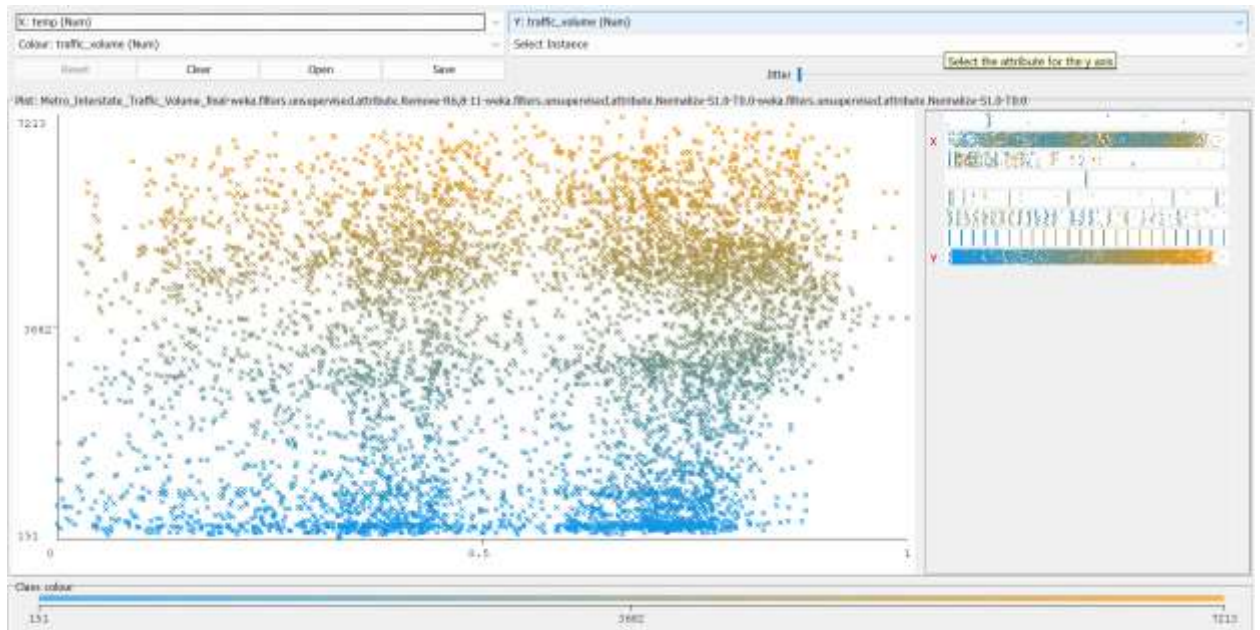 X: temp (Num)
Y: traffic_volume (Num)
Colour: traffic_volume (Num)
Select Instance
Reset
Clear
Open
Save
Jitter
Select the attribute for the y axis
Plot: Metro_Interstate_Traffic_Volume_final-weka.filters.unsupervised.attribute.Remove-R6,8-11-weka.filters.unsupervised.attribute.Normalize-S1.0-T0.0-weka.filters.unsupervised.attribute.Normalize-S1.0-T0.0
7213
3682
151
0
0.5
1
X
Y
Class colour
151
3682
7213